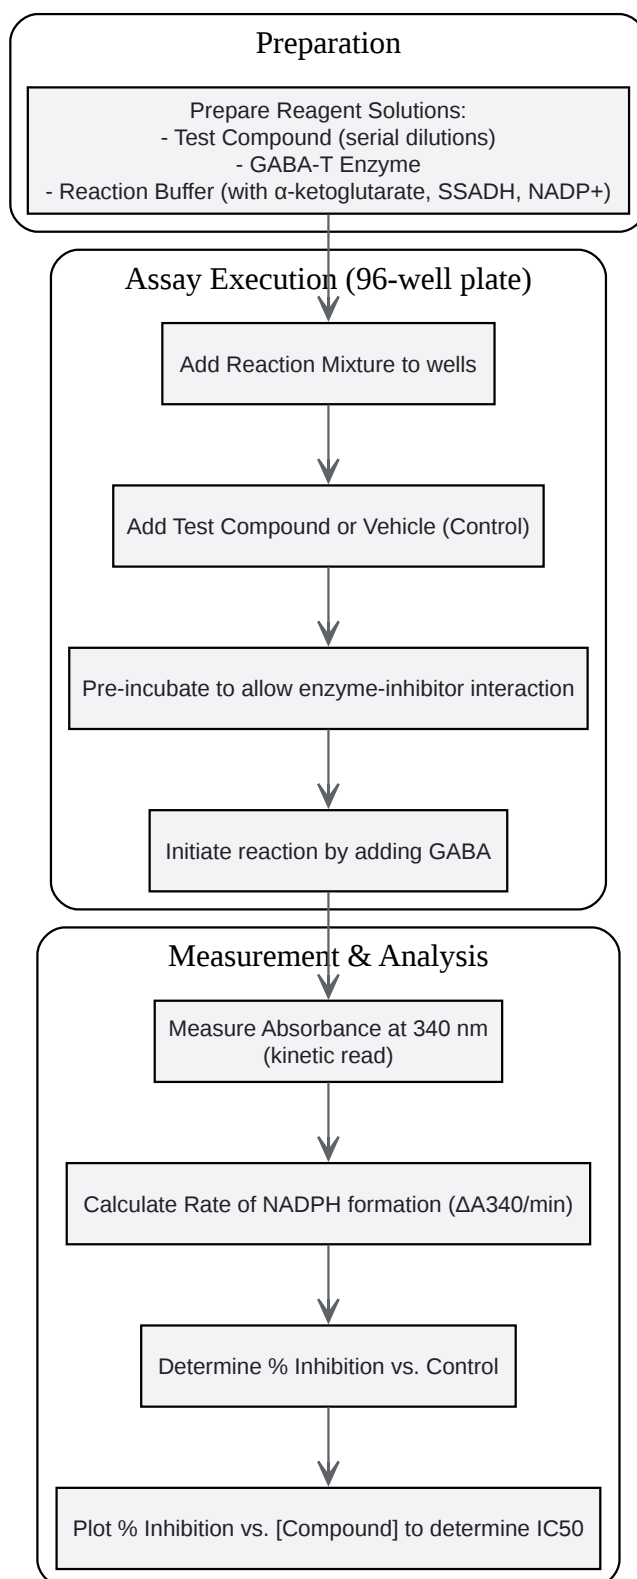 Preparation
Prepare Reagent Solutions:
- Test Compound (serial dilutions)
- GABA-T Enzyme
- Reaction Buffer (with α-ketoglutarate, SSADH, NADP+)
Assay Execution (96-well plate)
Add Reaction Mixture to wells
Add Test Compound or Vehicle (Control)
Pre-incubate to allow enzyme-inhibitor interaction
Initiate reaction by adding GABA
Measurement & Analysis
Measure Absorbance at 340 nm
(kinetic read)
Calculate Rate of NADPH formation (ΔA340/min)
Determine % Inhibition vs. Control
Plot % Inhibition vs. [Compound] to determine IC50